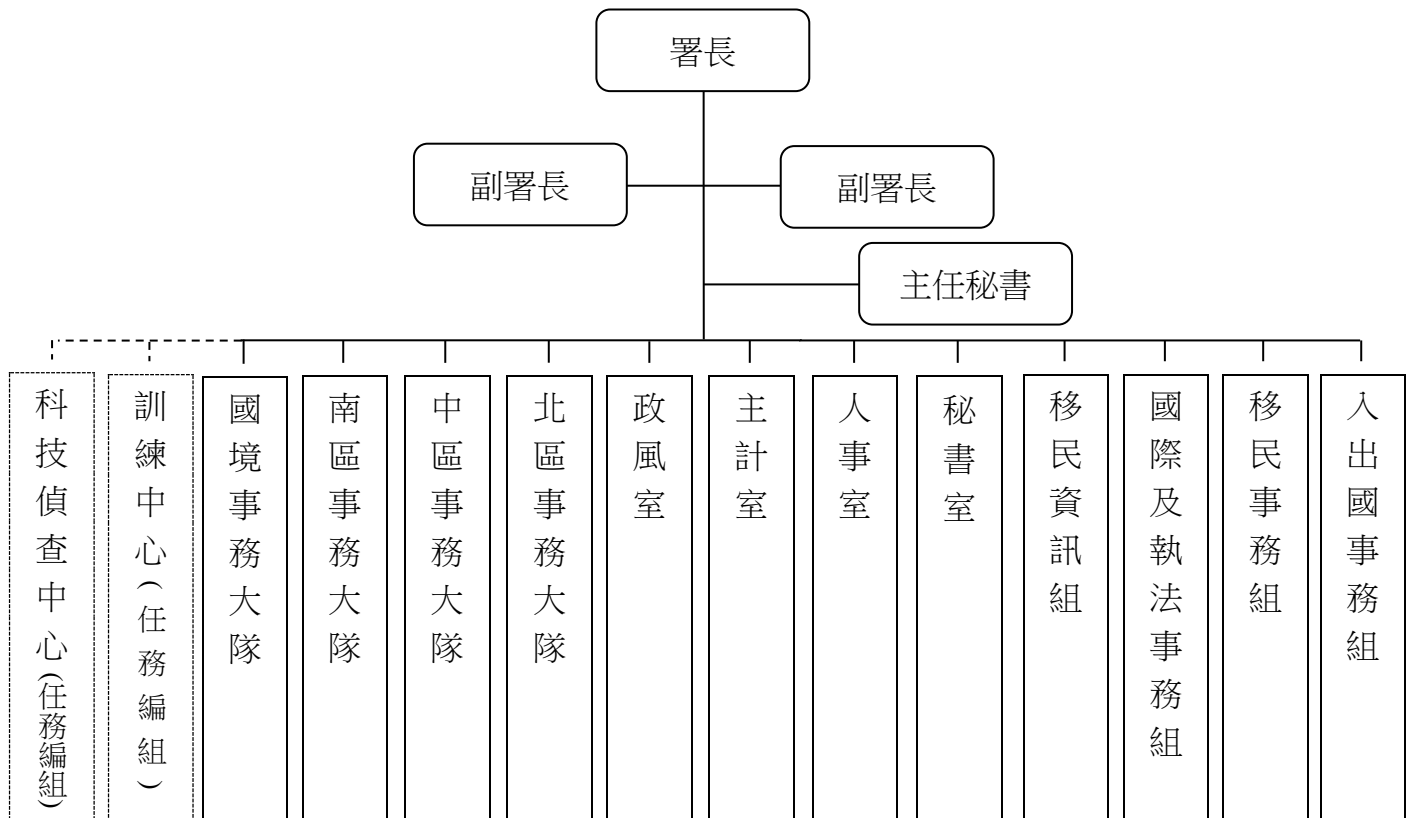 署長
副署長
副署長
主任秘書
科技偵查中心(任務編組)
訓練中心(任務編組)
國境事務大隊
南區事務大隊
中區事務大隊
北區事務大隊
政風室
主計室
人事室
秘書室
移民資訊組
國際及執法事務組
移民事務組
入出國事務組